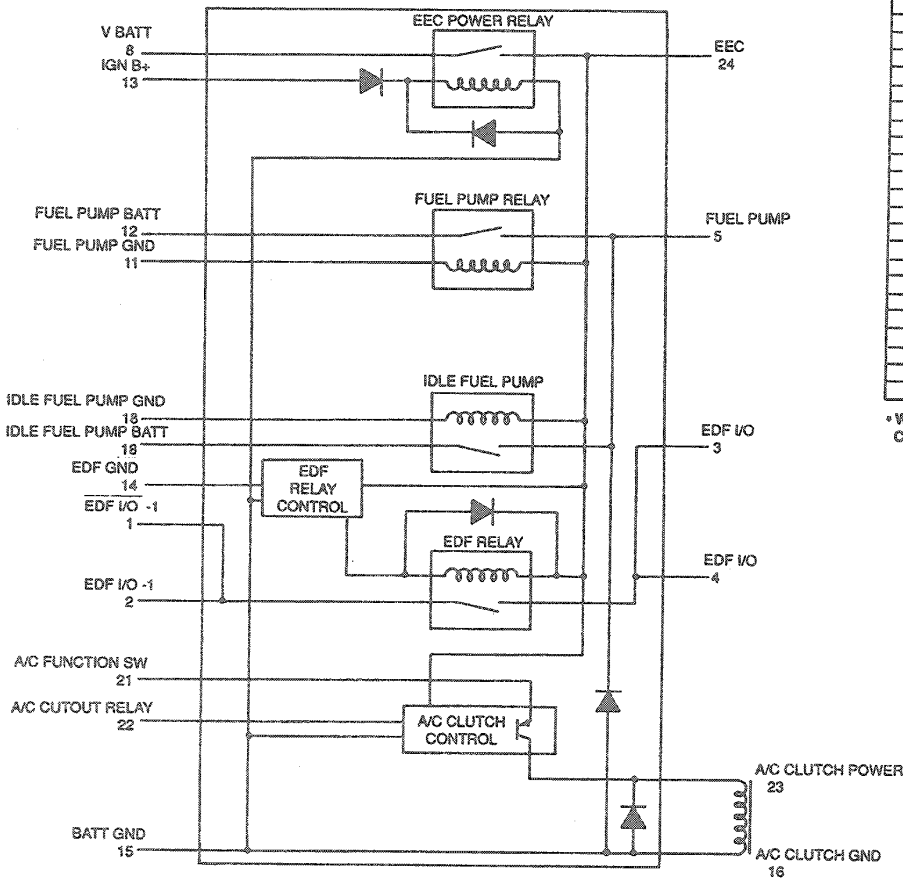 EEC POWER RELAY
V BATT
8
IGN B+
13
EEC
24
FUEL PUMP RELAY
FUEL PUMP BATT
12
FUEL PUMP GND
11
FUEL PUMP
5
IDLE FUEL PUMP
IDLE FUEL PUMP GND
18
IDLE FUEL PUMP BATT
18
EDF I/O
3
EDF GND
14
EDF
RELAY
CONTROL
EDF I/O -1
1
EDF RELAY
EDF I/O
4
EDF I/O -1
2
A/C FUNCTION SW
21
A/C CUTOUT RELAY
22
A/C CLUTCH
CONTROL
A/C CLUTCH POWER
23
BATT GND
15
A/C CLUTCH GND
16